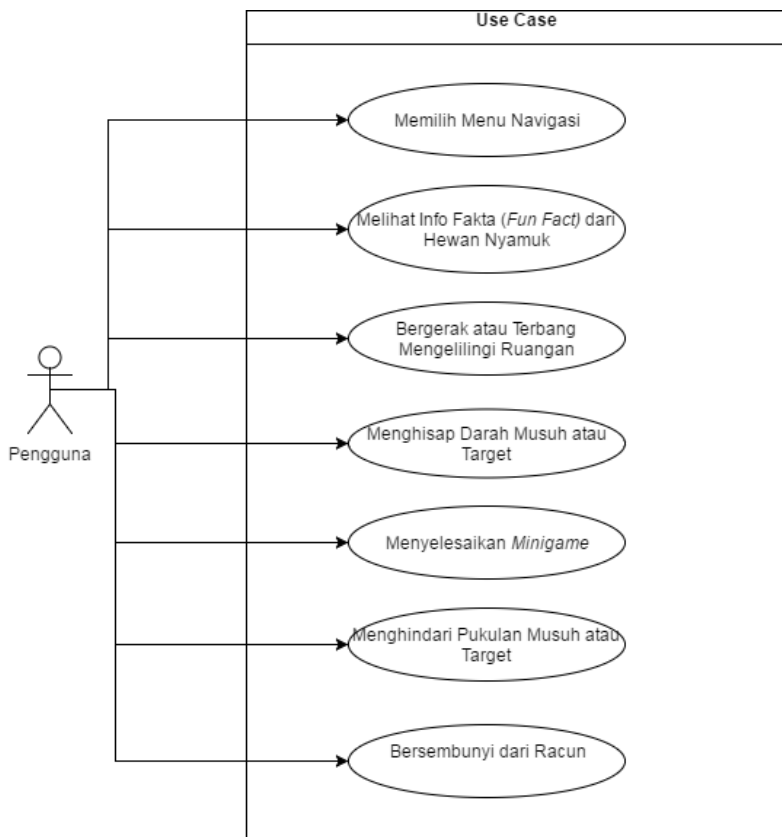 Use Case
Memilih Menu Navigasi
Melihat Info Fakta (Fun Fact) dari
Hewan Nyamuk
Bergerak atau Terbang
Mengelilingi Ruangan
Pengguna
Menghisap Darah Musuh atau
Target
Menyelesaikan Minigame
Menghindari Pukulan Musuh atau
Target
Bersembunyi dari Racun